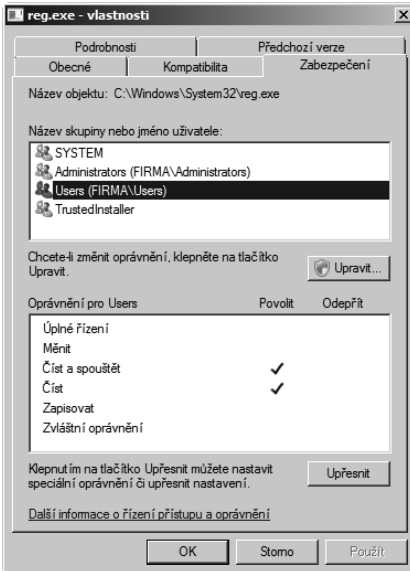 reg.exe - vlastnosti
Podrobnosti
Předchozí verze
Obecné
Kompatibilita
Zabezpečení
Název objektu: C:\Windows\System32\reg.exe
Název skupiny nebo jméno uživatele:
SYSTEM
Administrators (FIRMA\Administrators)
Users (FIRMA\Users)
TrustedInstaller
Chcete-li změnit oprávnění, klepněte na tlačítko
Upravit.
Upravit...
Oprávnění pro Users
Povolit
Odepřít
Úplné řízení
Měnit
Číst a spouštět
Číst
Zapisovat
Zvláštní oprávnění
Klepnutím na tlačítko Upřesnit můžete nastavit
speciální oprávnění či upřesnit nastavení.
Upřesnit
Další informace o řízení přístupu a oprávnění
OK
Storno
Použít